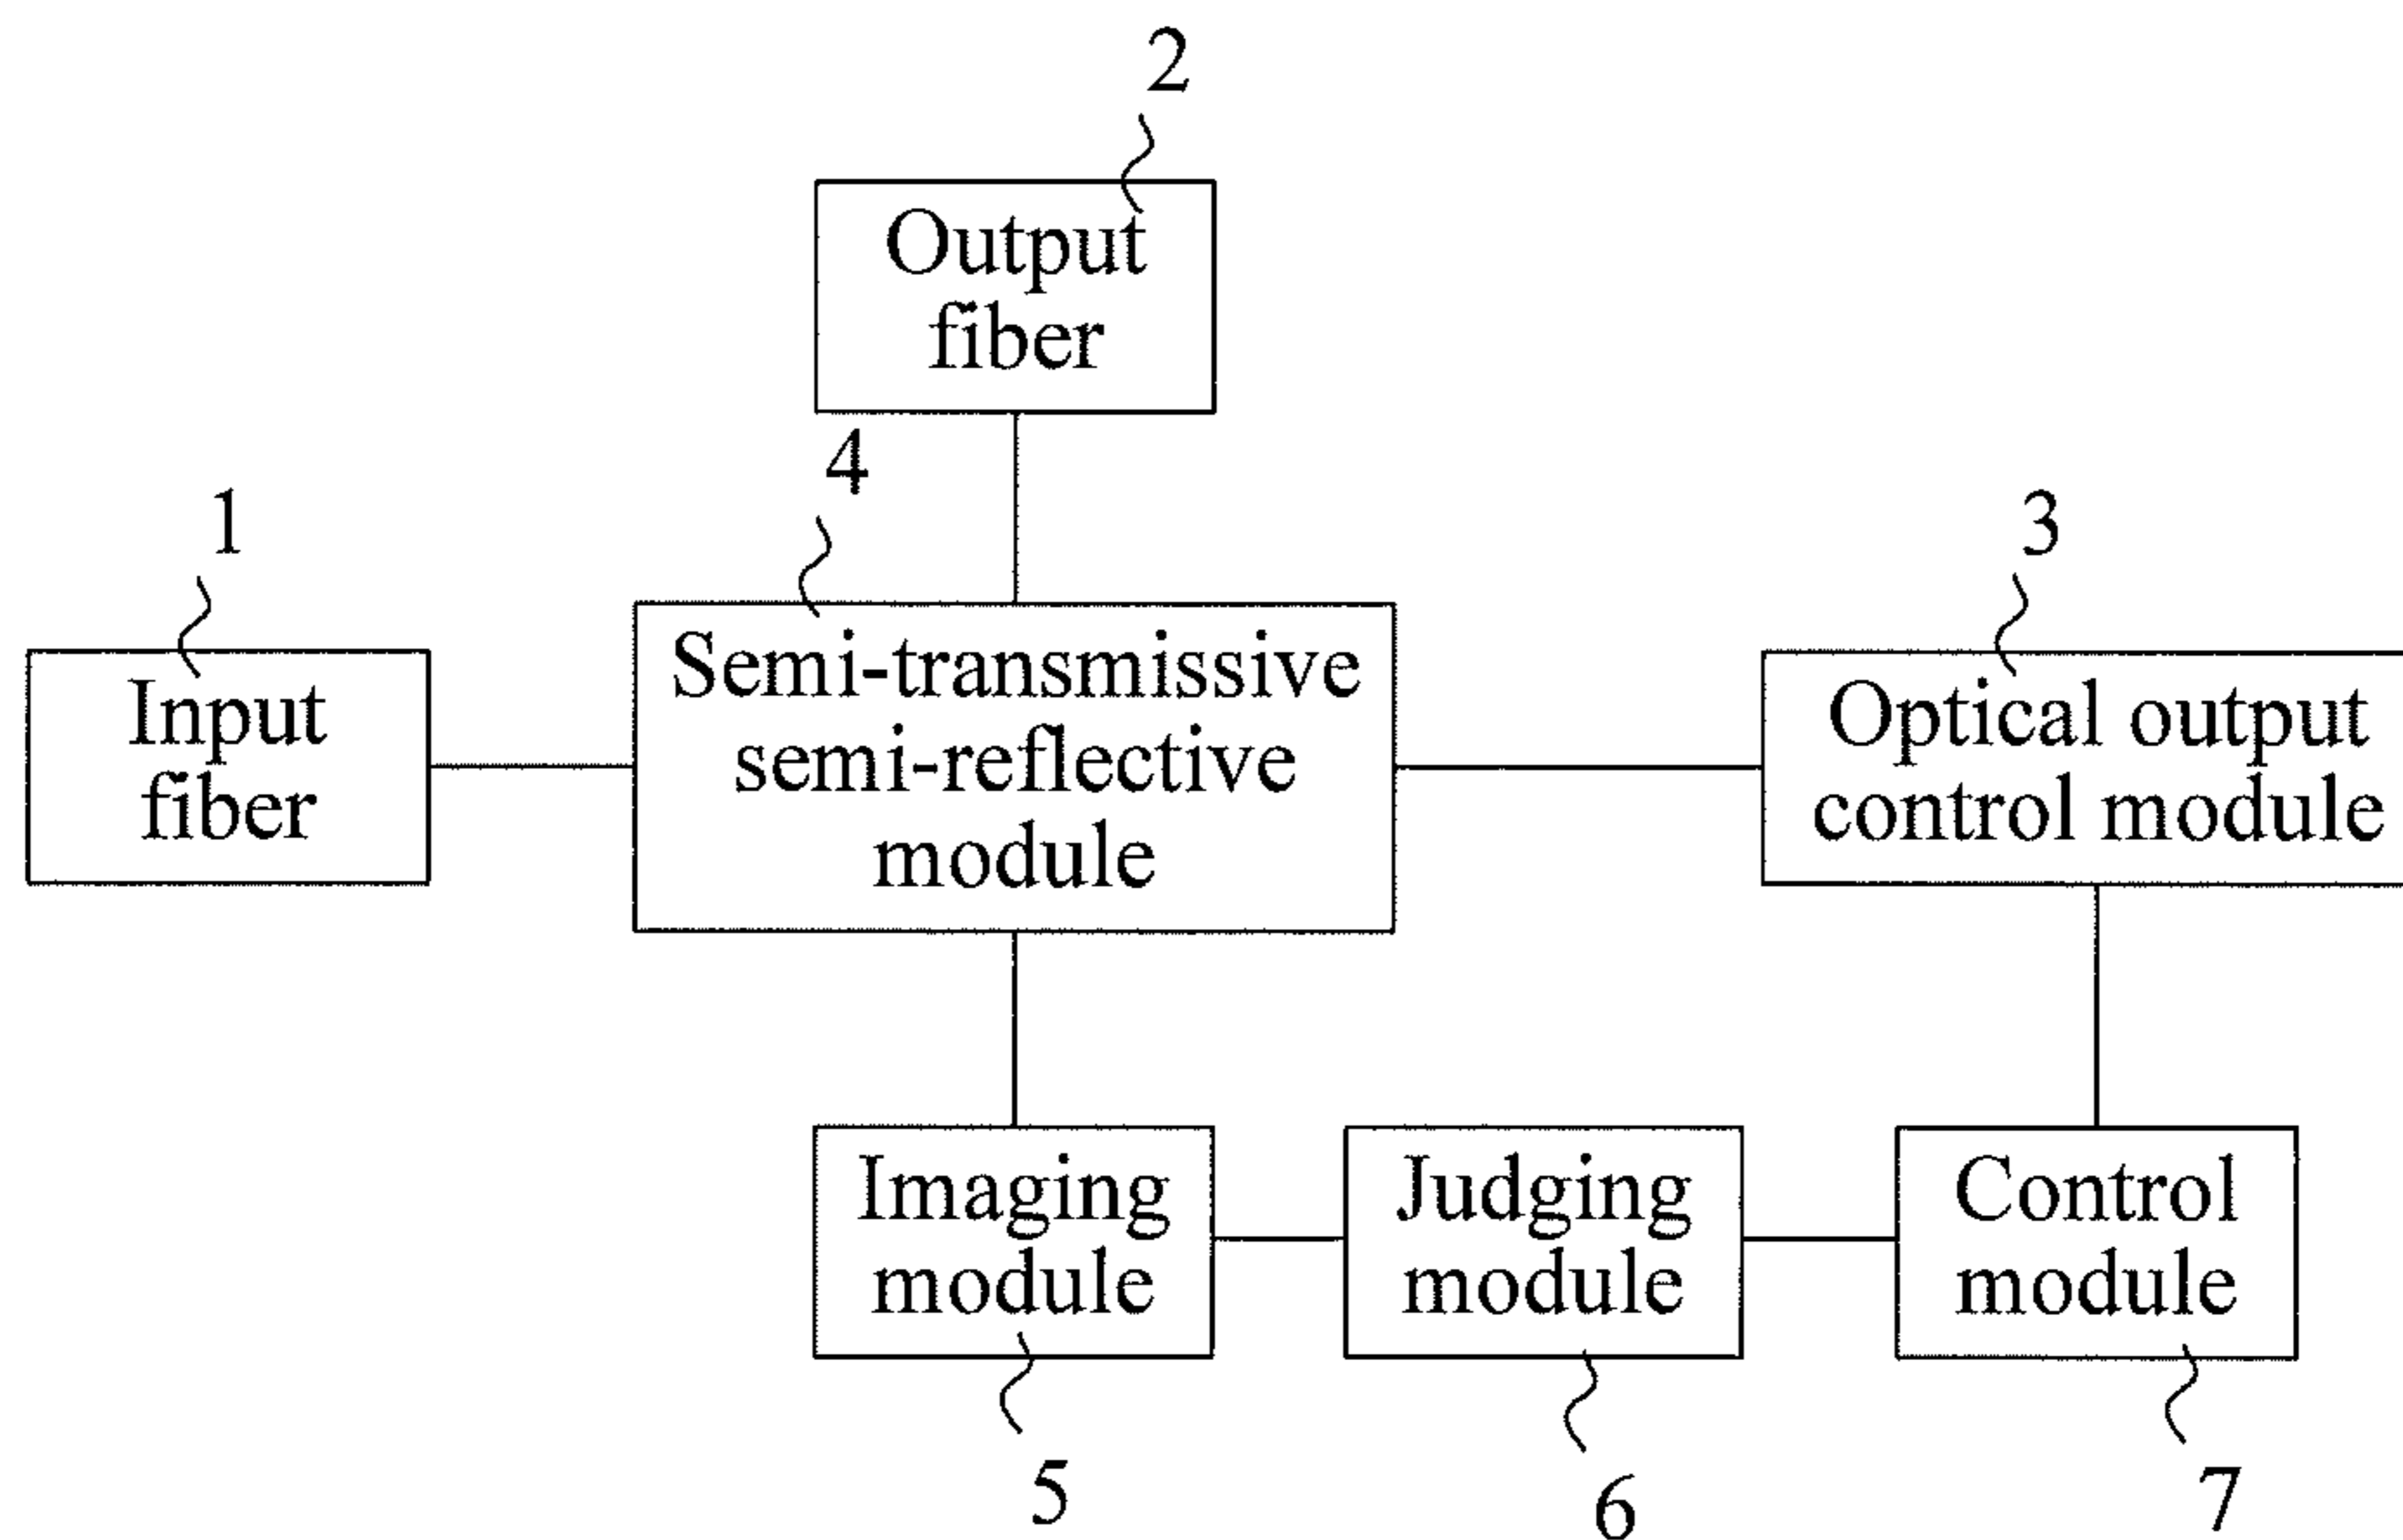 2
Output
fiber
4
1
3
Input
fiber
Semi-transmissive
semi-reflective
module
Optical output
control module
Imaging
module
Judging
module
Control
module
5
6
7